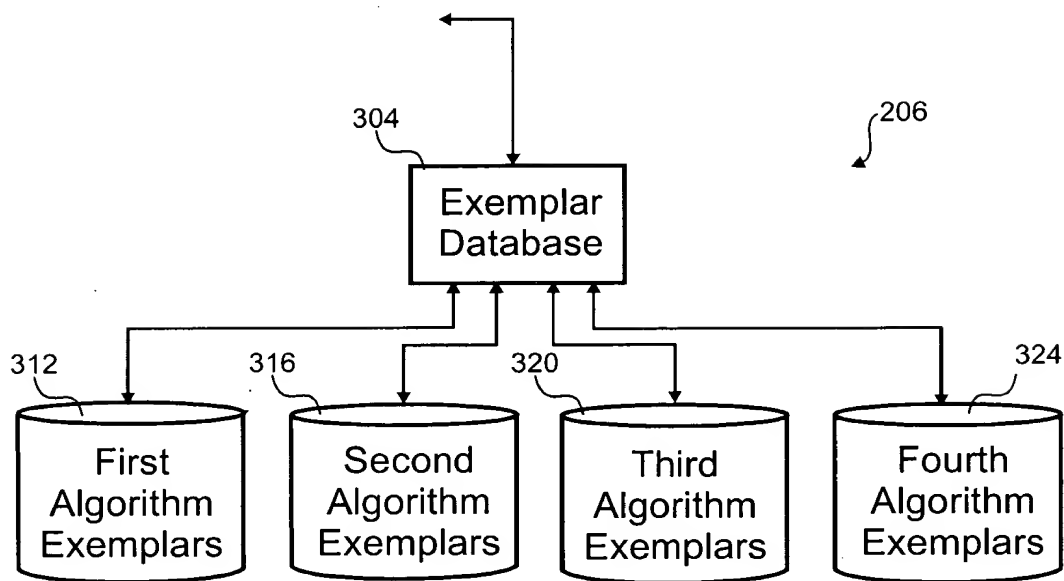 304
206
Exemplar
Database
312
316
320
324
First
Algorithm
Exemplars
Second
Algorithm
Exemplars
Third
Algorithm
Exemplars
Fourth
Algorithm
Exemplars